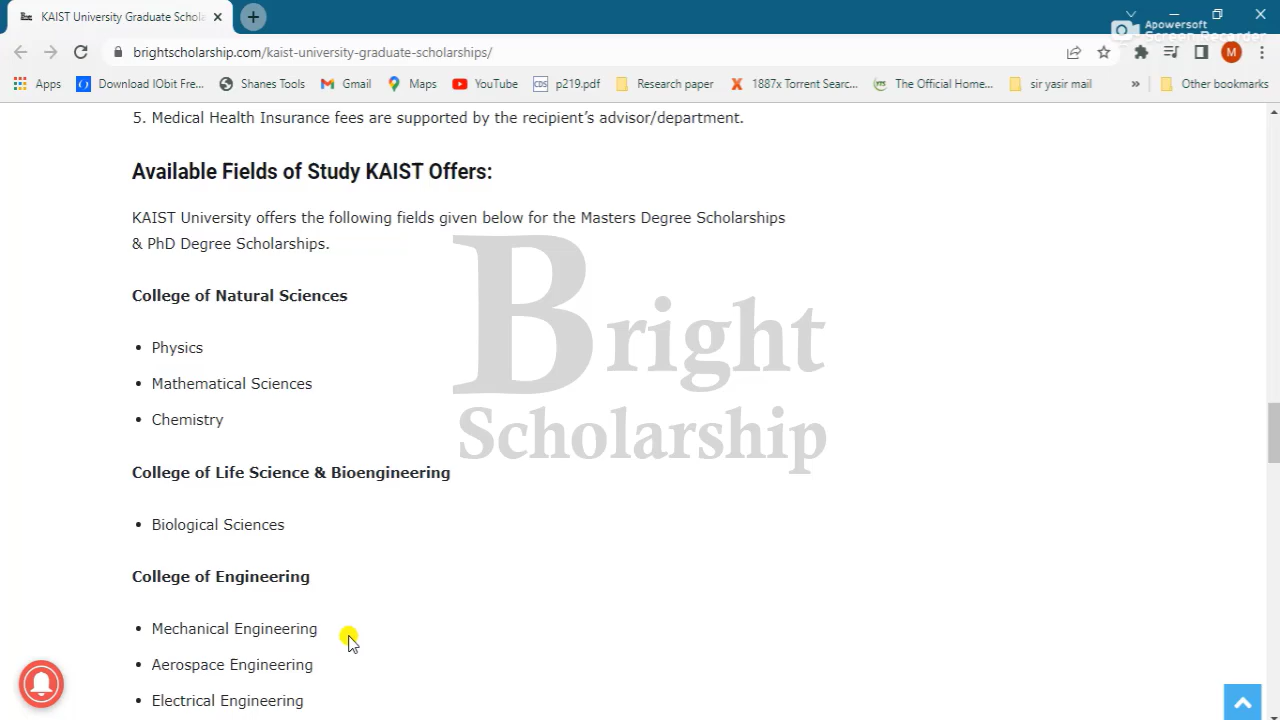 KAIST University Graduate Schola
Apowersoft
Screen Recorder
brightscholarship.com/kaist-university-graduate-scholarships/
M
Apps
Download IObit Fre...
Shanes Tools
Gmail
Maps
YouTube
CDS
p219.pdf
Research paper
1887x Torrent Searc...
The Official Home...
sir yasir mail
»
Other bookmarks
5. Medical Health Insurance fees are supported by the recipient's advisor/department.
Available Fields of Study KAIST Offers:
KAIST University offers the following fields given below for the Masters Degree Scholarships
& PhD Degree Scholarships.
College of Natural Sciences
• Physics
• Mathematical Sciences
• Chemistry
College of Life Science & Bioengineering
• Biological Sciences
College of Engineering
• Mechanical Engineering
• Aerospace Engineering
• Electrical Engineering
Bright
Scholarship